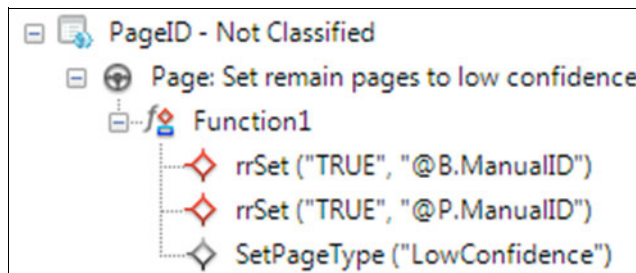 PageID - Not Classified
Page: Set remain pages to low confidence
Function1
rrSet ("TRUE", "@B.ManualID")
rrSet ("TRUE", "@P.ManualID")
SetPageType ("LowConfidence")